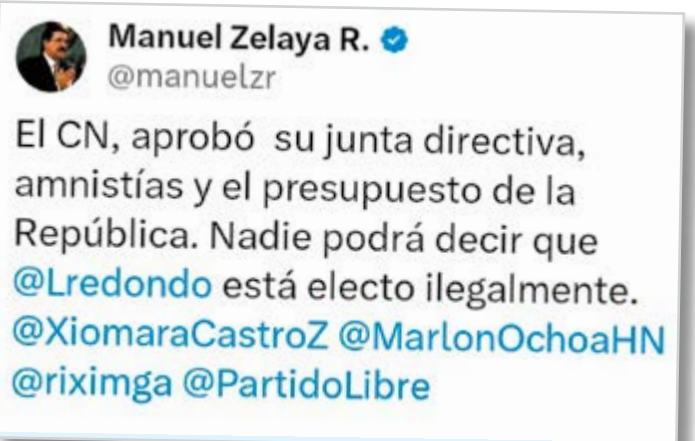 Manuel Zelaya R.
@manuelzr
El CN, aprobó su junta directiva,
amnistías y el presupuesto de la
República. Nadie podrá decir que
@Lredondo está electo ilegalmente.
@XiomaraCastroZ @MarlonOchoaHN
@riximga @PartidoLibre